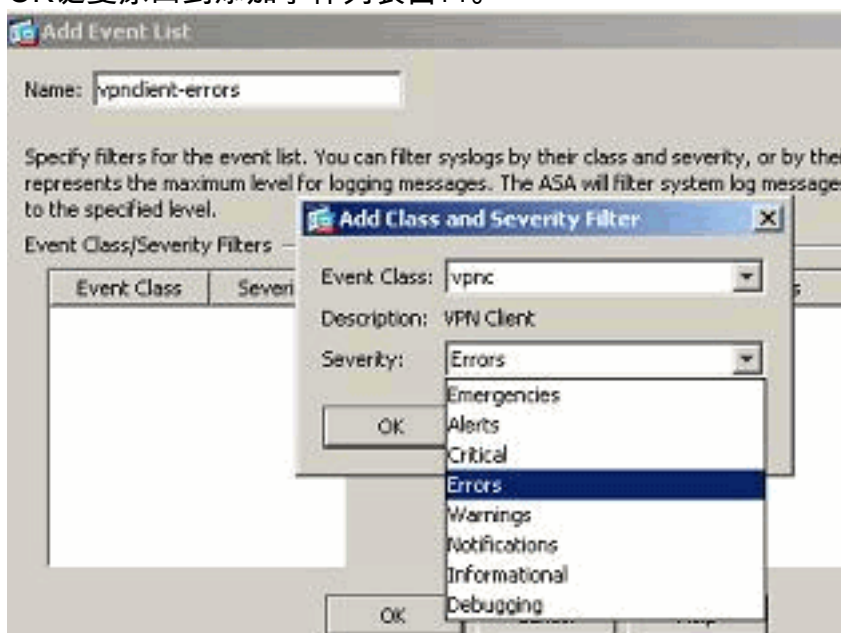 Add Event List
Name: vpnclient-errors
Specify filters for the event list. You can filter syslogs by their class and severity, or by
represents the maximum level for logging messages. The ASA will filter system log
to the specified level.
Add Class and Severity Filter
Event Class/Severity Filters
Event Class
Event Class: vpnc
Description: VPN Client
Severity: Errors
Emergencies
Alerts
Critical
Errors
Warnings
Notifications
Informational
Debugging
OK
OK